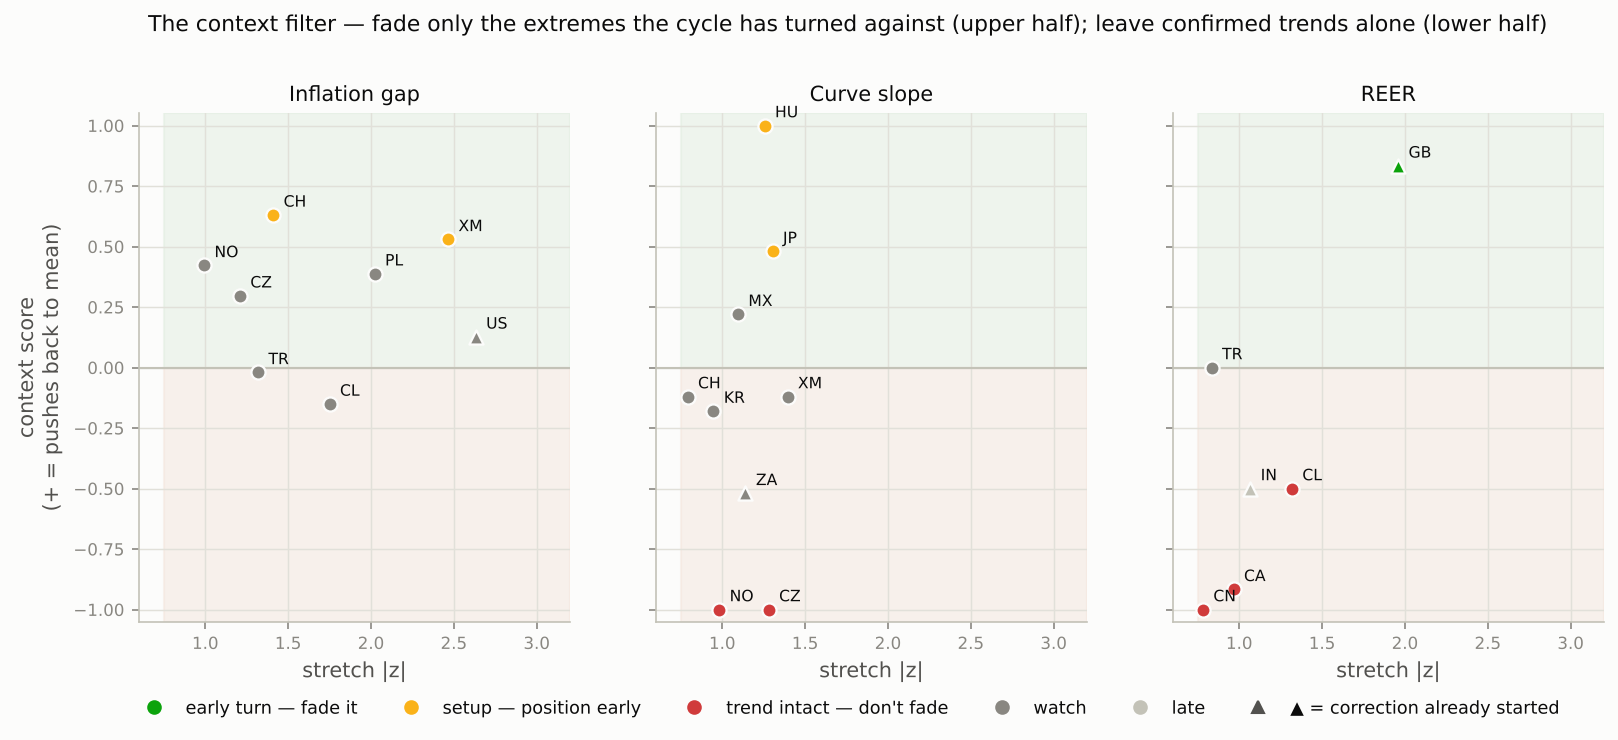 The context filter — fade only the extremes the cycle has turned against (upper half); leave confirmed trends alone (lower half)
Inflation gap
Curve slope
REER
context score
(+ = pushes back to mean)
1.00
0.75
0.50
0.25
0.00
−0.25
−0.50
−0.75
−1.00
CH
XM
NO
PL
CZ
US
TR
CL
1.0
1.5
2.0
2.5
3.0
stretch |z|
HU
JP
MX
CH
XM
KR
ZA
NO
CZ
1.0
1.5
2.0
2.5
3.0
stretch |z|
GB
TR
IN
CL
CA
CN
1.0
1.5
2.0
2.5
3.0
stretch |z|
early turn — fade it
setup — position early
trend intact — don't fade
watch
late
▲ = correction already started